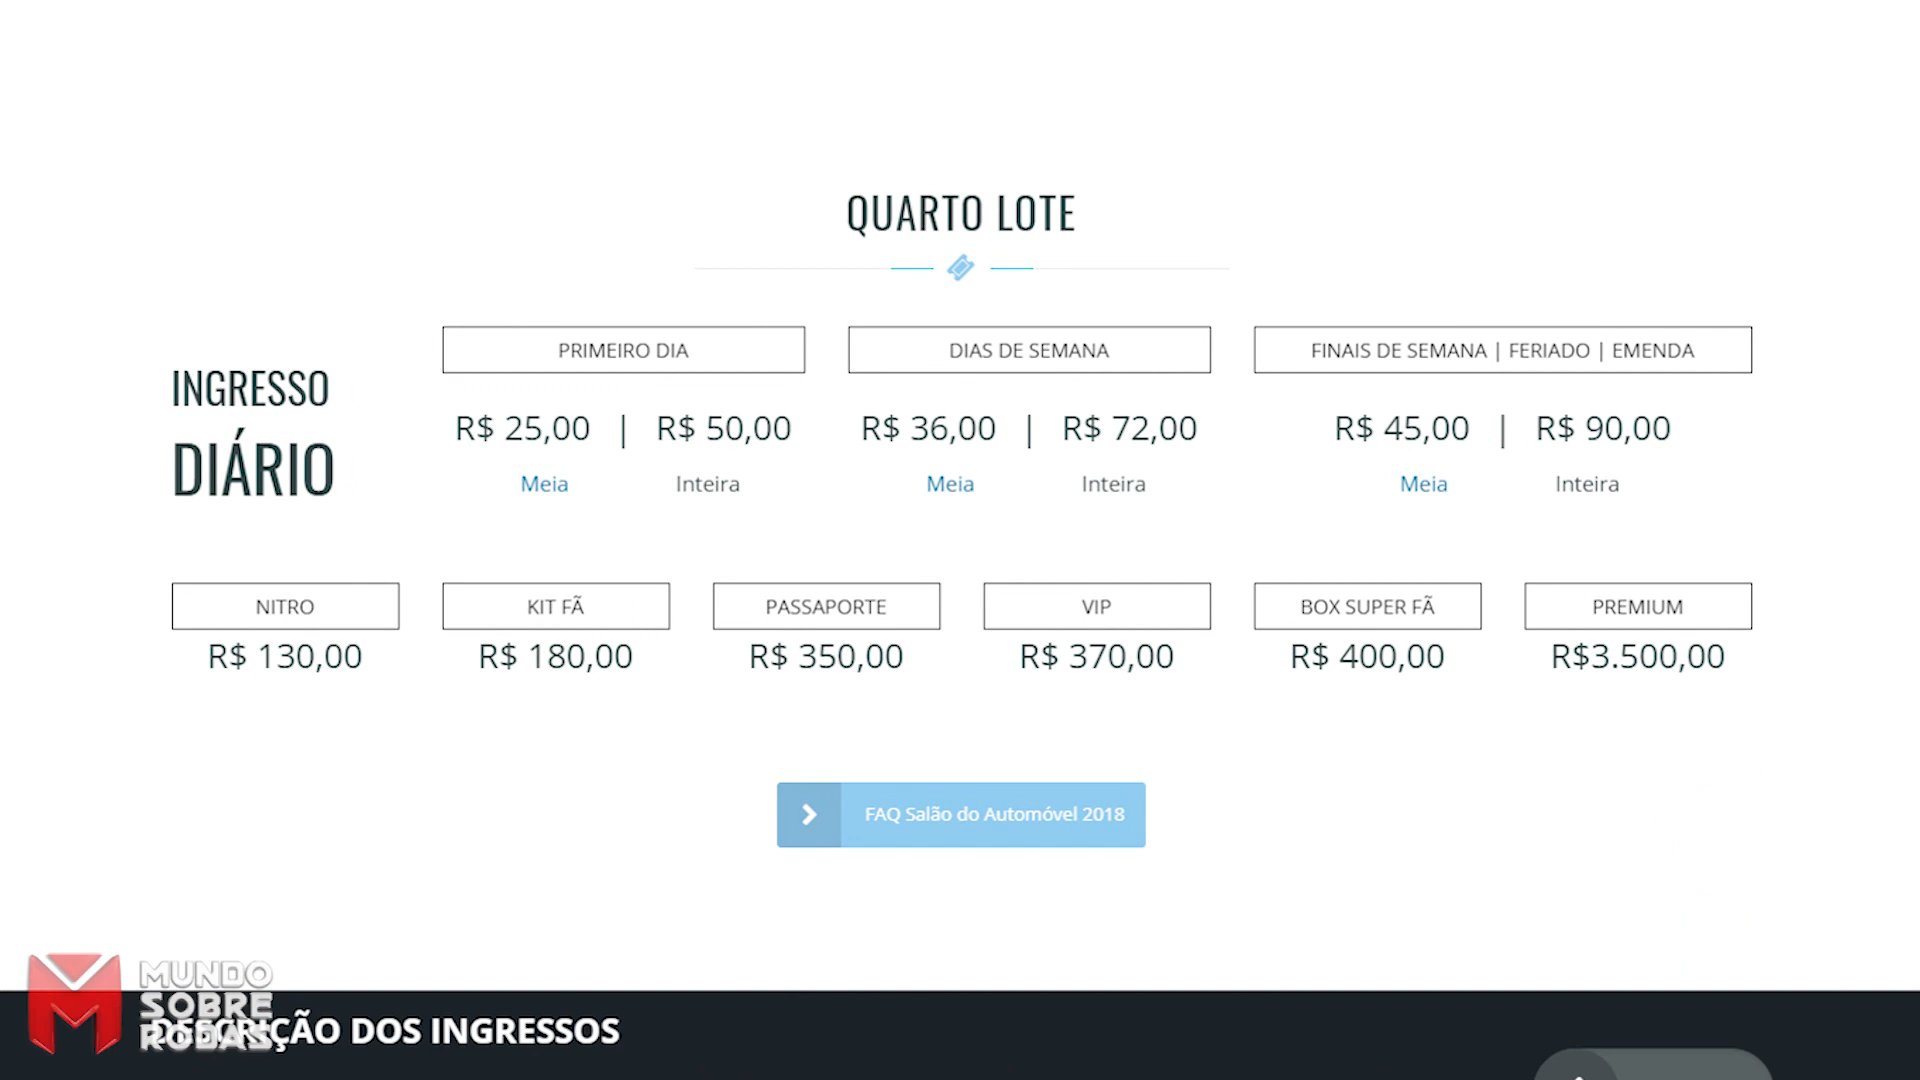 QUARTO LOTE
INGRESSO
DIÁRIO
PRIMEIRO DIA
R$ 25,00 | R$ 50,00
Meia Inteira
DIAS DE SEMANA
R$ 36,00 | R$ 72,00
Meia Inteira
FINAIS DE SEMANA | FERIADO | EMENDA
R$ 45,00 | R$ 90,00
Meia Inteira
NITRO
R$ 130,00
KIT FÃ
R$ 180,00
PASSAPORTE
R$ 350,00
VIP
R$ 370,00
BOX SUPER FÃ
R$ 400,00
PREMIUM
R$3.500,00
FAQ Salão do Automóvel 2018
MUNDO
SOBRE
RODAS
DESCRIÇÃO DOS INGRESSOS